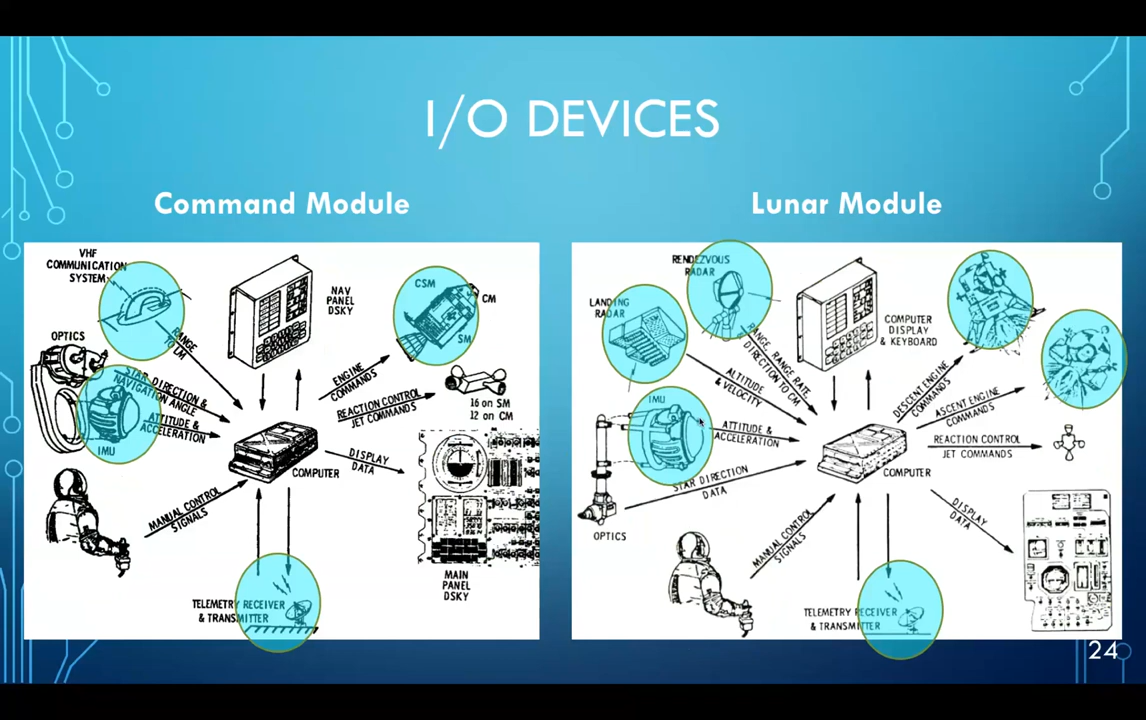 I/O DEVICES
Command Module
Lunar Module
VHF
COMMUNICATION
SYSTEM
OPTICS
RANGE
TO LM
STAR DIRECTION &
NAVIGATION ANGLE
ATTITUDE &
ACCELERATION
IMU
NAV
PANEL
DSKY
CSM
CM
SM
ENGINE
COMMANDS
REACTION CONTROL
JET COMMANDS
16 on SM
12 on CM
DISPLAY
DATA
COMPUTER
MANUAL CONTROL
SIGNALS
MAIN
PANEL
DSKY
TELEMETRY RECEIVER
& TRANSMITTER
RENDEZVOUS
RADAR
LANDING
RADAR
RANGE, RANGE RATE,
DIRECTION TO CM
ALTITUDE
& VELOCITY
COMPUTER
DISPLAY
& KEYBOARD
DESCENT ENGINE
COMMANDS
ASCENT ENGINE
COMMANDS
IMU
ATTITUDE &
ACCELERATION
REACTION CONTROL
JET COMMANDS
COMPUTER
STAR DIRECTION
DATA
OPTICS
MANUAL CONTROL
SIGNALS
DISPLAY
DATA
TELEMETRY RECEIVER
& TRANSMITTER
24